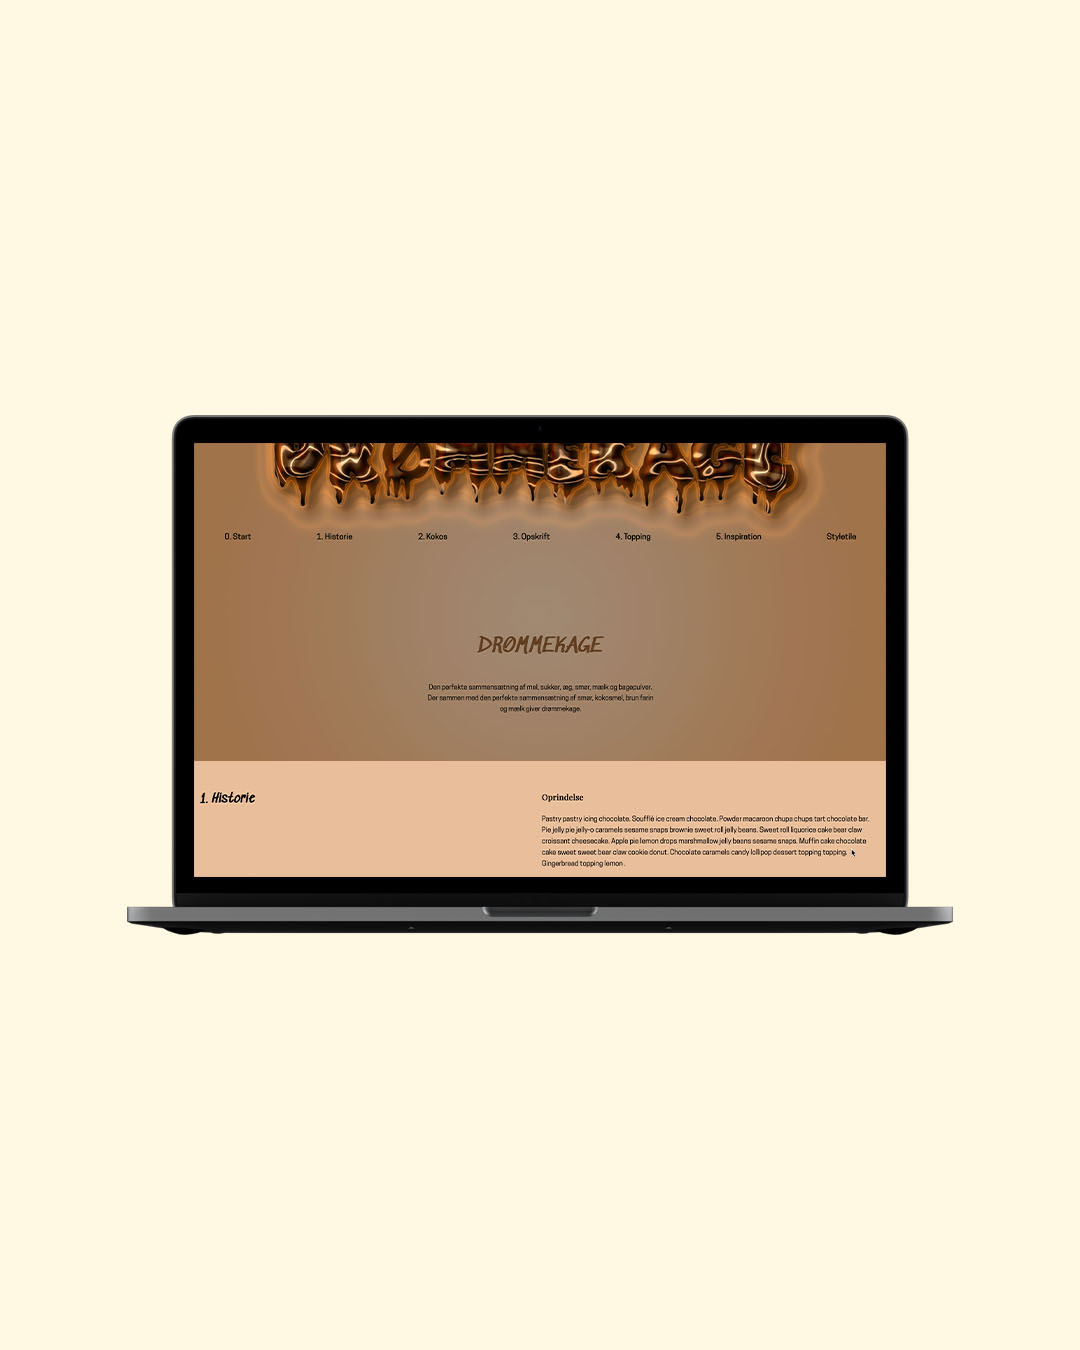 DRØMMEKAGE
0. Start 1. Historie 2. Kokos 3. Opskrift 4. Topping 5. Inspiration Styletile
DRØMMEKAGE
Den perfekte sammensætning af mel, sukker, æg, smør, mælk og bagepulver.
Der sammen med den perfekte sammensætning af smør, kokosmel, brun farin
og mælk giver drømmekage.
1. Historie
Oprindelse
Pastry pastry icing chocolate. Soufflé ice cream chocolate. Powder macaroon chupa chups tart chocolate bar.
Pie jelly pie jelly-o caramels sesame snaps brownie sweet roll jelly beans. Sweet roll liquorice cake bear claw
croissant cheesecake. Apple pie lemon drops marshmallow jelly beans sesame snaps. Muffin cake chocolate
cake sweet sweet bear claw cookie donut. Chocolate caramels candy lollipop dessert topping topping.
Gingerbread topping lemon .